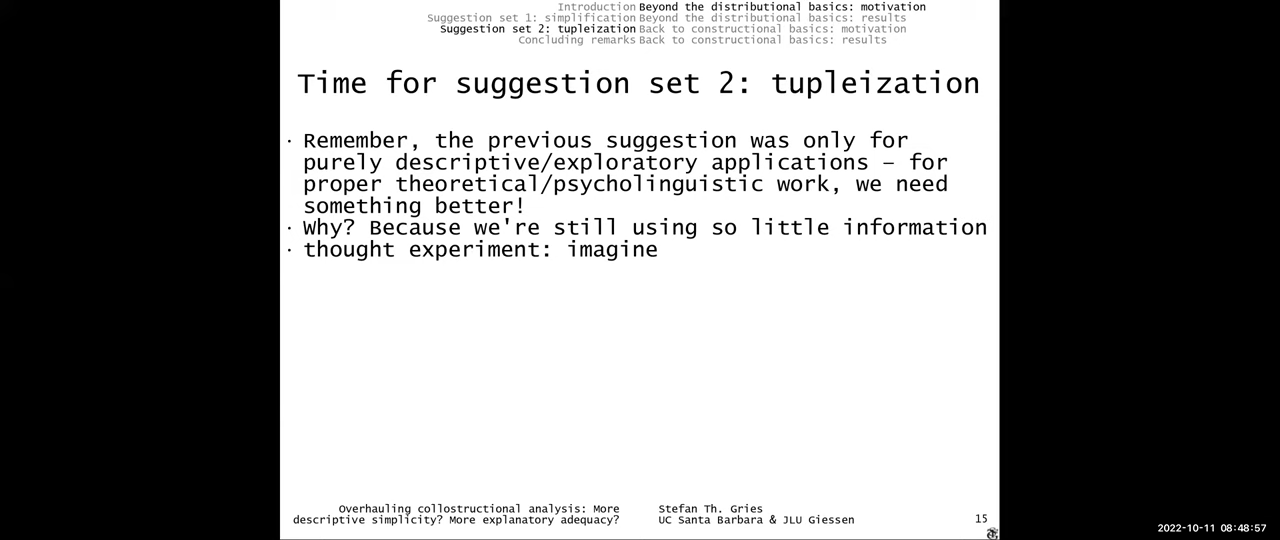 Introduction Beyond the distributional basics: motivation
Suggestion set 1: simplification Beyond the distributional basics: results
Suggestion set 2: tupleization Back to constructional basics: motivation
Concluding remarks Back to constructional basics: results
Time for suggestion set 2: tupleization
· Remember, the previous suggestion was only for
purely descriptive/exploratory applications – for
proper theoretical/psycholinguistic work, we need
something better!
· Why? Because we're still using so little information
· thought experiment: imagine
Overhauling collostructional analysis: More
descriptive simplicity? More explanatory adequacy?
Stefan Th. Gries
UC Santa Barbara & JLU Giessen
15
2022-10-11 08:48:57